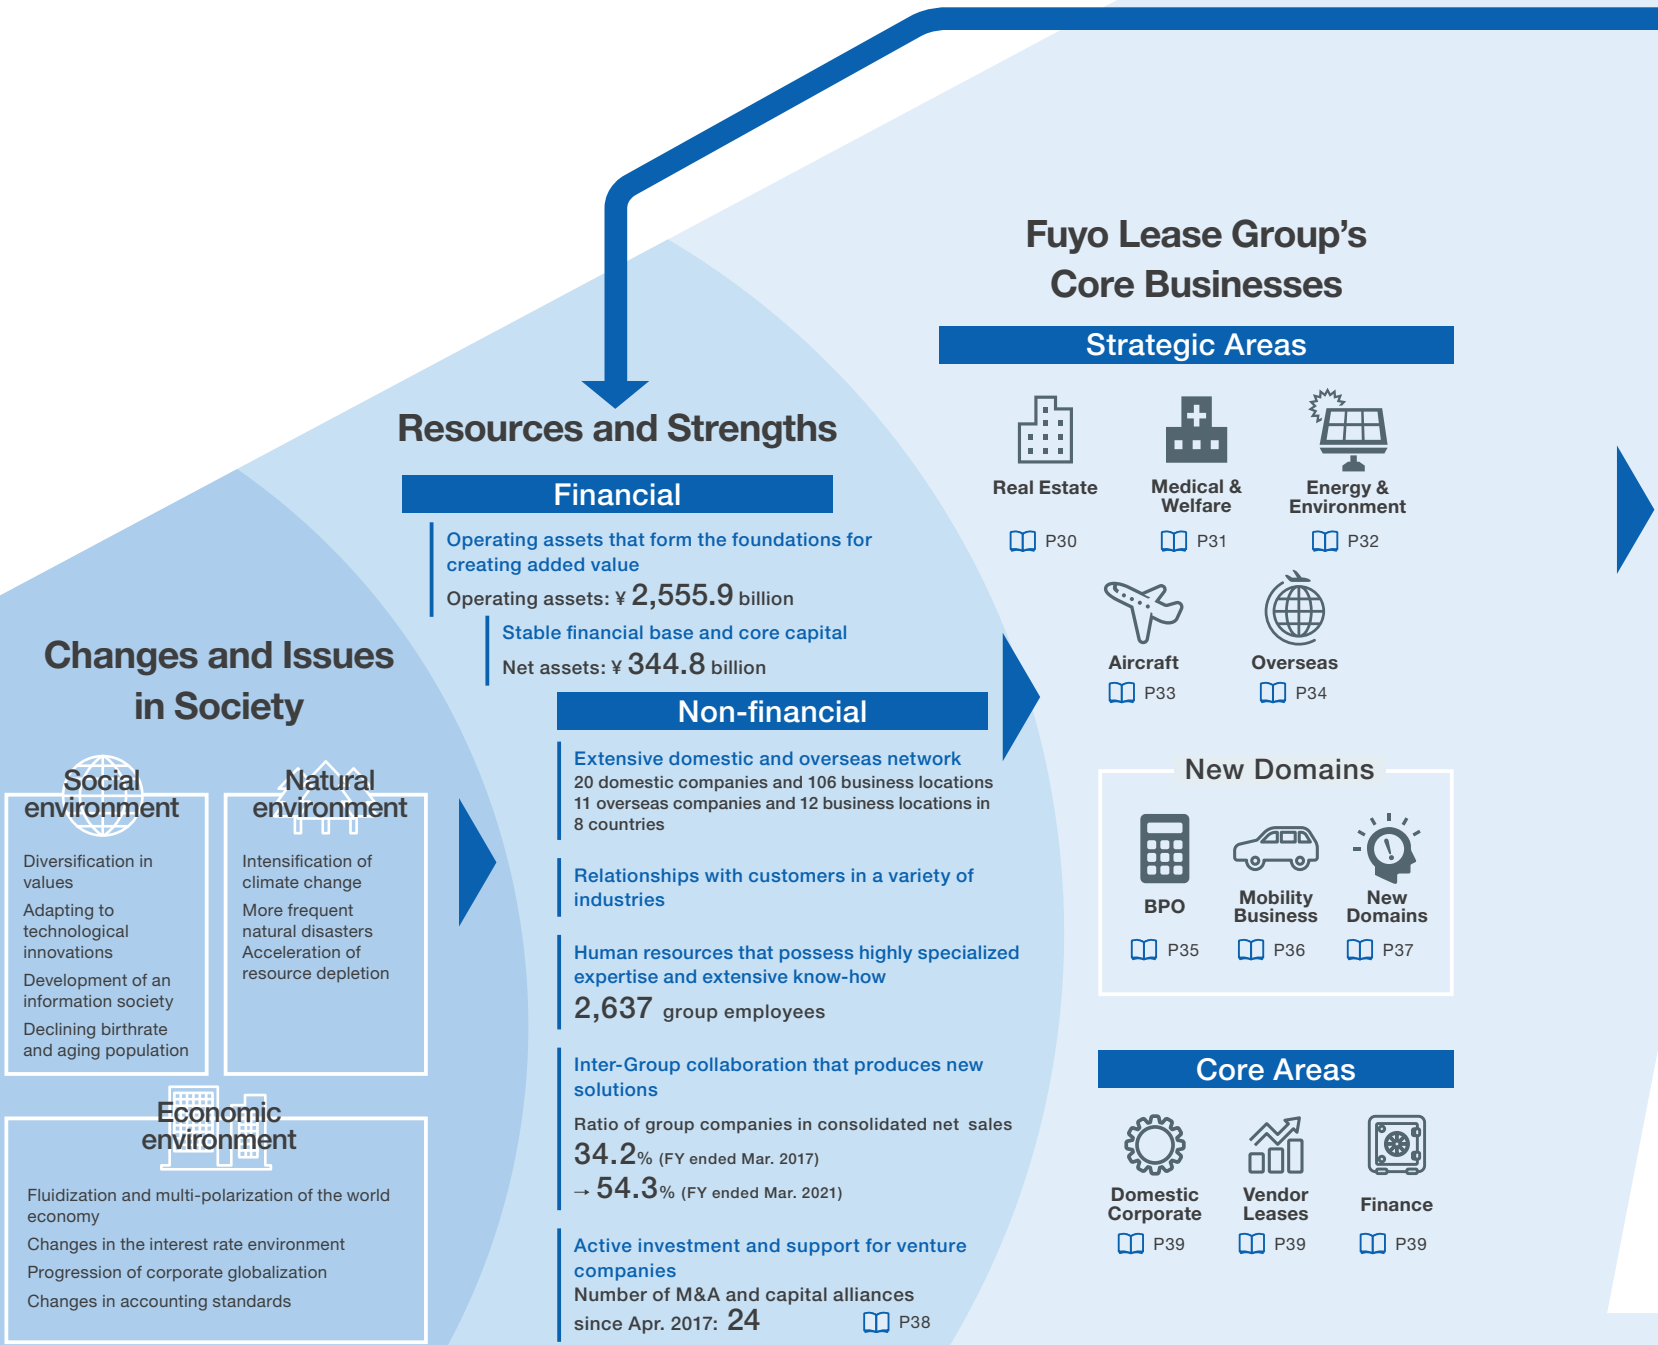 Changes and Issues
in Society
Social
environment
Diversification in
values
Adapting to
technological
innovations
Development of an
information society
Declining birthrate
and aging population
Natural
environment
Intensification of
climate change
More frequent
natural disasters
Acceleration of
resource depletion
Economic
environment
Fluidization and multi-polarization of the world
economy
Changes in the interest rate environment
Progression of corporate globalization
Changes in accounting standards
Resources and Strengths
Financial
Operating assets that form the foundations for
creating added value
Operating assets: ¥ 2,555.9 billion
Stable financial base and core capital
Net assets: ¥ 344.8 billion
Non-financial
Extensive domestic and overseas network
20 domestic companies and 106 business locations
11 overseas companies and 12 business locations in
8 countries
Relationships with customers in a variety of
industries
Human resources that possess highly specialized
expertise and extensive know-how
2,637 group employees
Inter-Group collaboration that produces new
solutions
Ratio of group companies in consolidated net sales
34.2% (FY ended Mar. 2017)
→ 54.3% (FY ended Mar. 2021)
Active investment and support for venture
companies
Number of M&A and capital alliances
since Apr. 2017: 24 P38
Fuyo Lease Group's
Core Businesses
Strategic Areas
Real Estate
P30
Medical &
Welfare
P31
Energy &
Environment
P32
Aircraft
P33
Overseas
P34
New Domains
BPO
P35
Mobility
Business
P36
New
Domains
P37
Core Areas
Domestic
Corporate
P39
Vendor
Leases
P39
Finance
P39